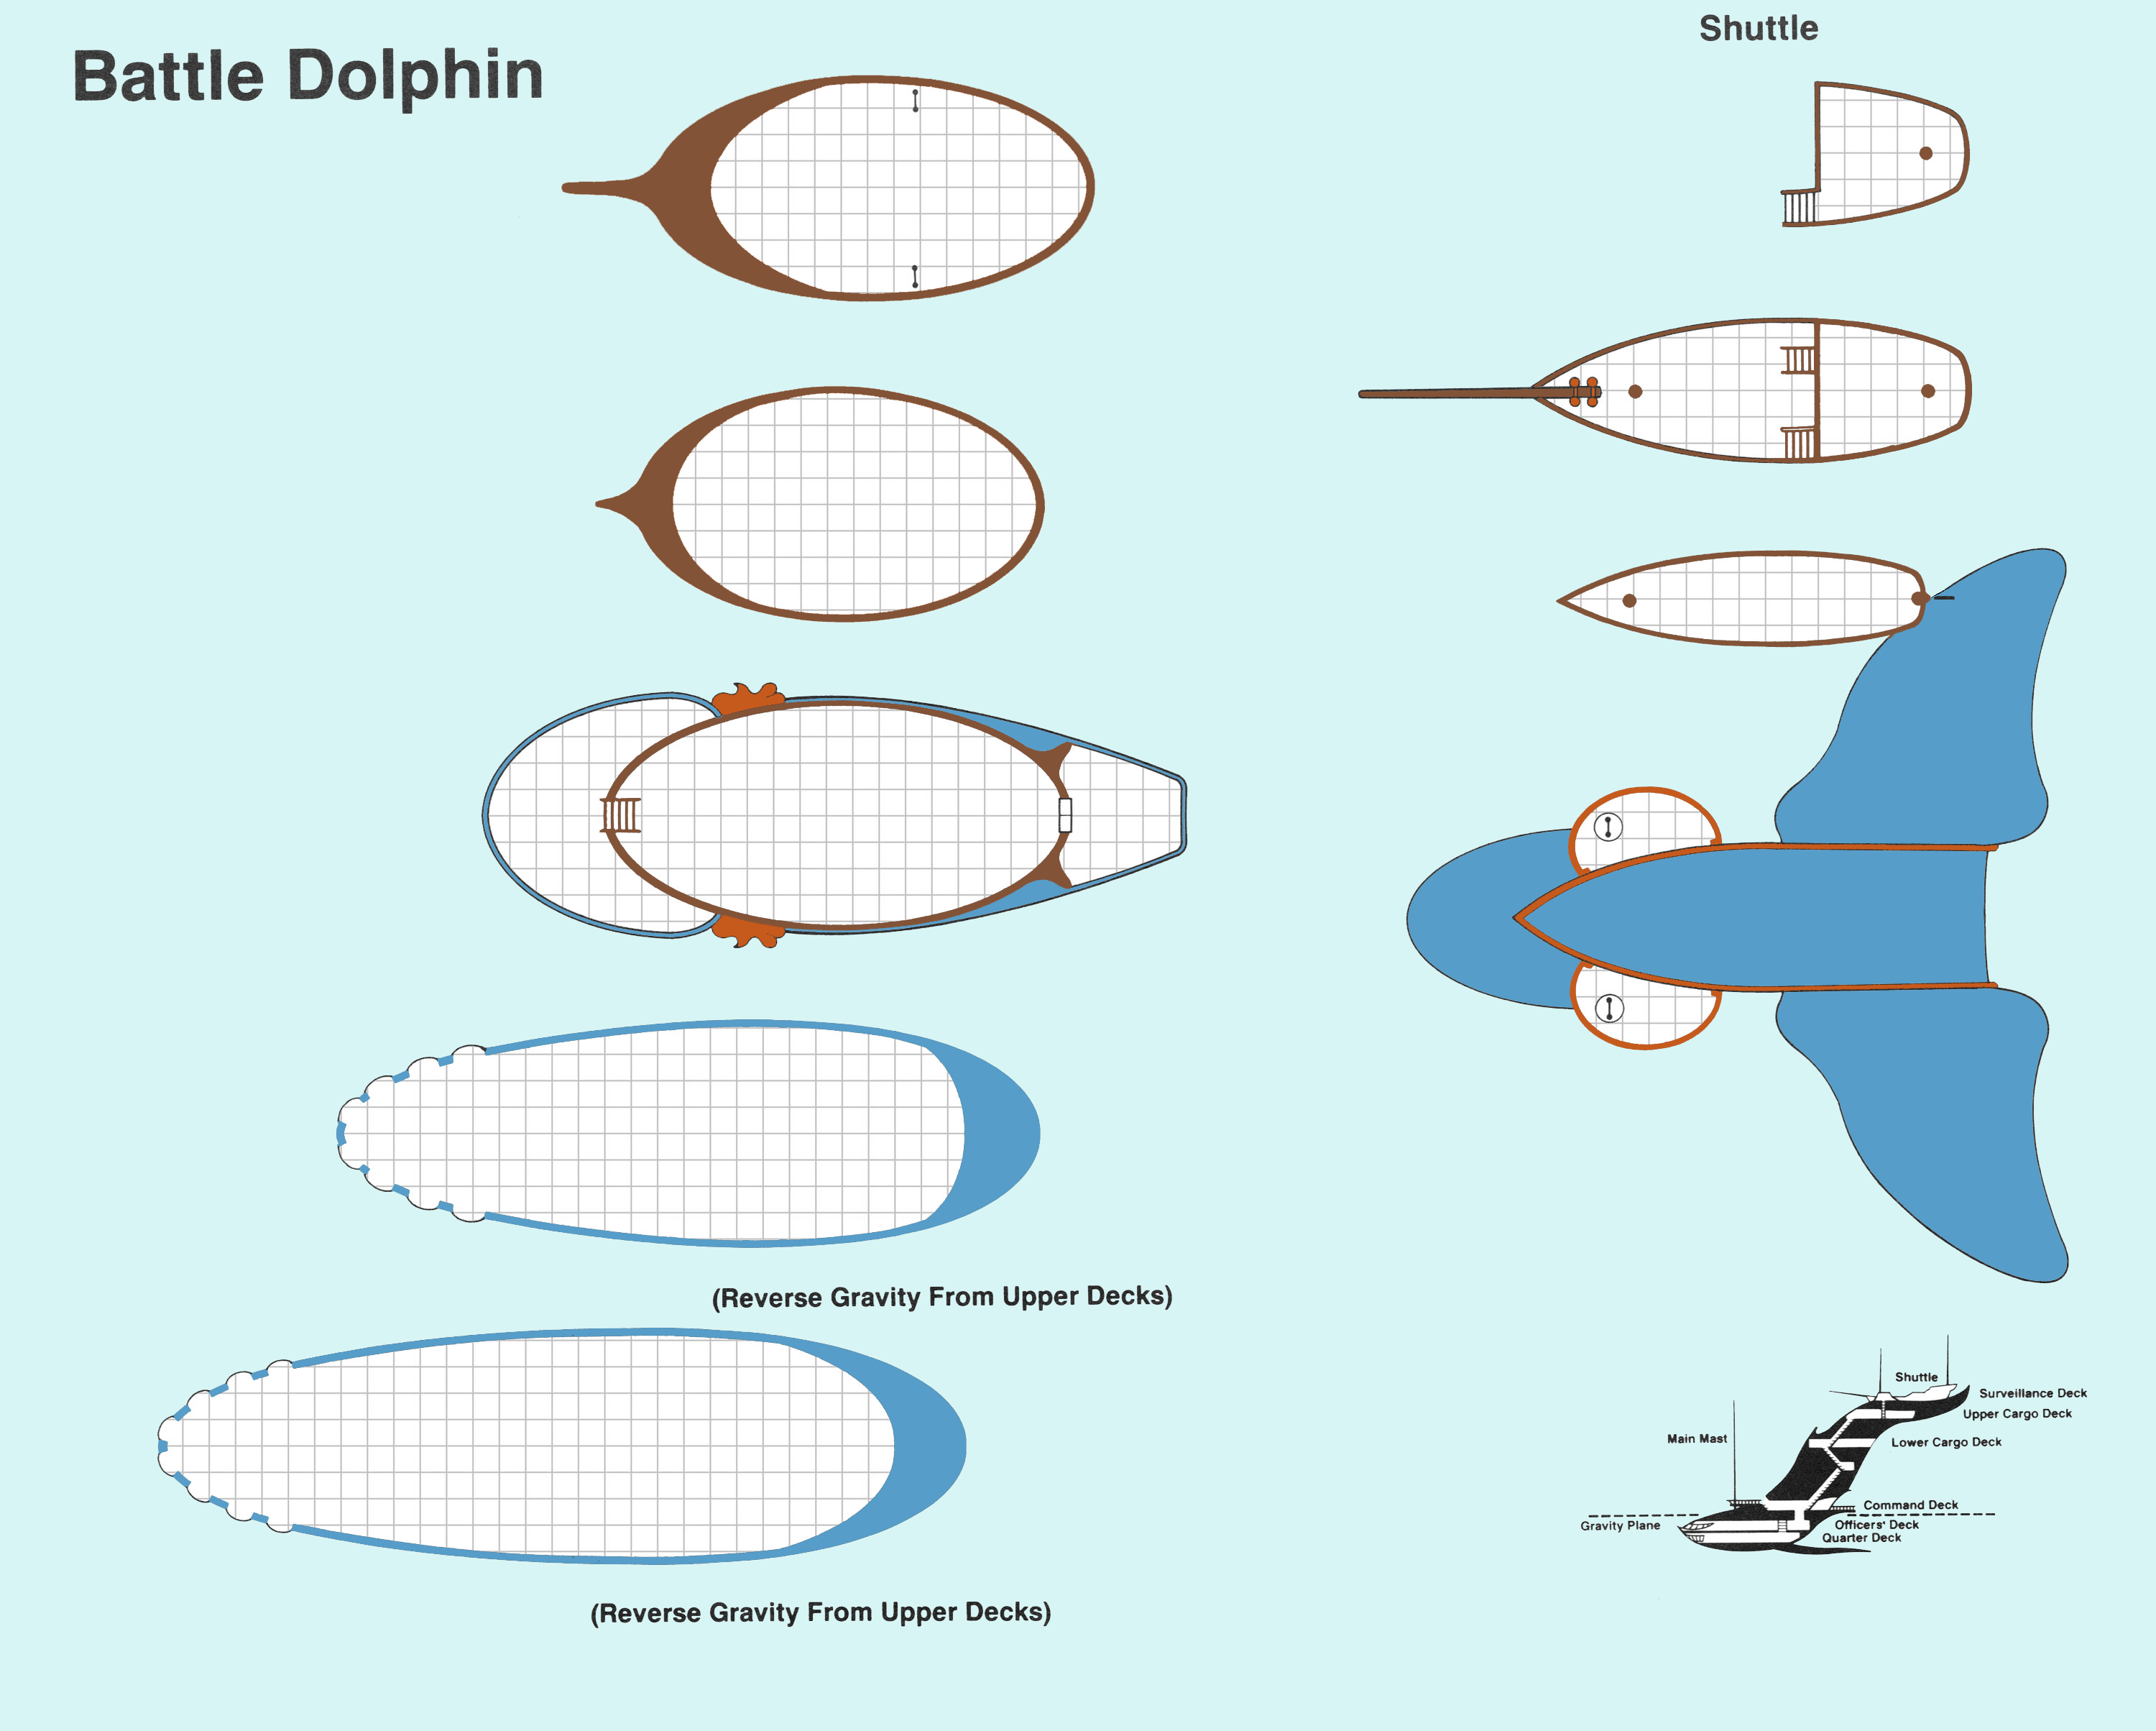 Battle Dolphin
Shuttle
(Reverse Gravity From Upper Decks)
(Reverse Gravity From Upper Decks)
Shuttle
Surveillance Deck
Upper Cargo Deck
Main Mast
Lower Cargo Deck
Command Deck
Gravity Plane
Officers' Deck
Quarter Deck